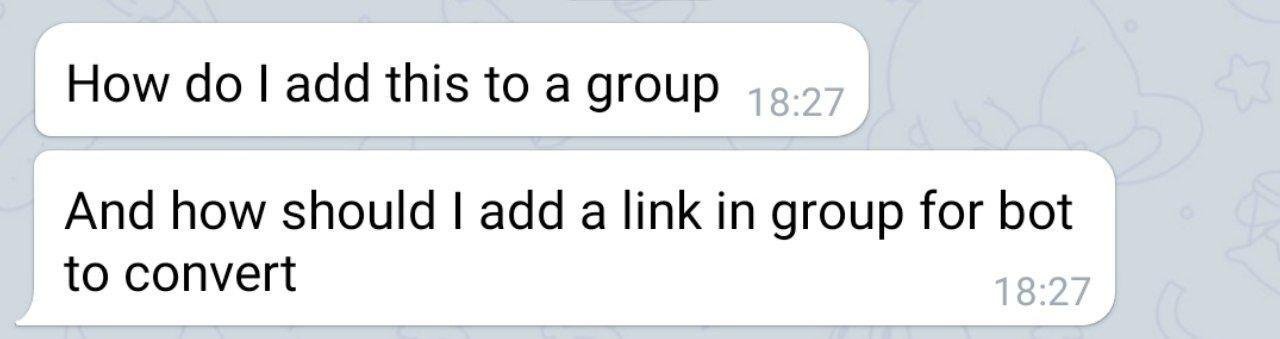 How do I add this to a group 18:27
And how should I add a link in group for bot
to convert 18:27